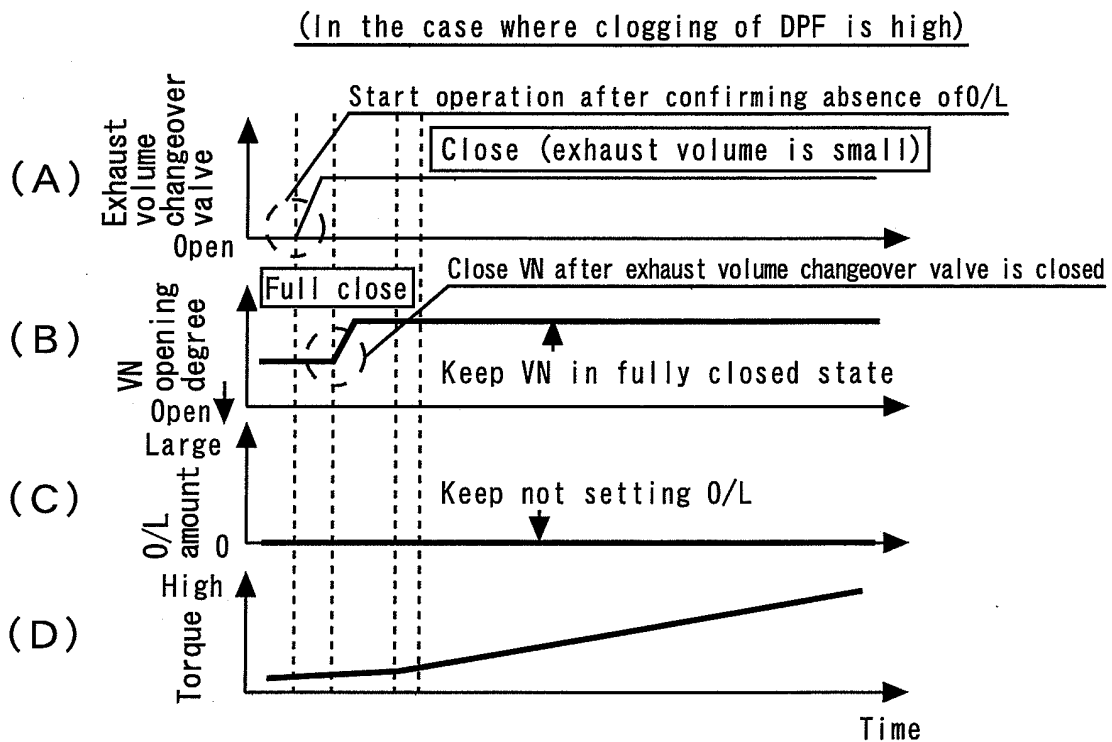 (In the case where clogging of DPF is high)
Start operation after confirming absence ofO/L
Close (exhaust volume is small)
(A)
Exhaust
volume
changeover
valve
Open
Close VN after exhaust volume changeover valve is closed
Full close
(B)
VN
opening
degree
Keep VN in fully closed state
Open
Large
(C)
O/L
amount
Keep not setting O/L
0
High
(D)
Torque
Time